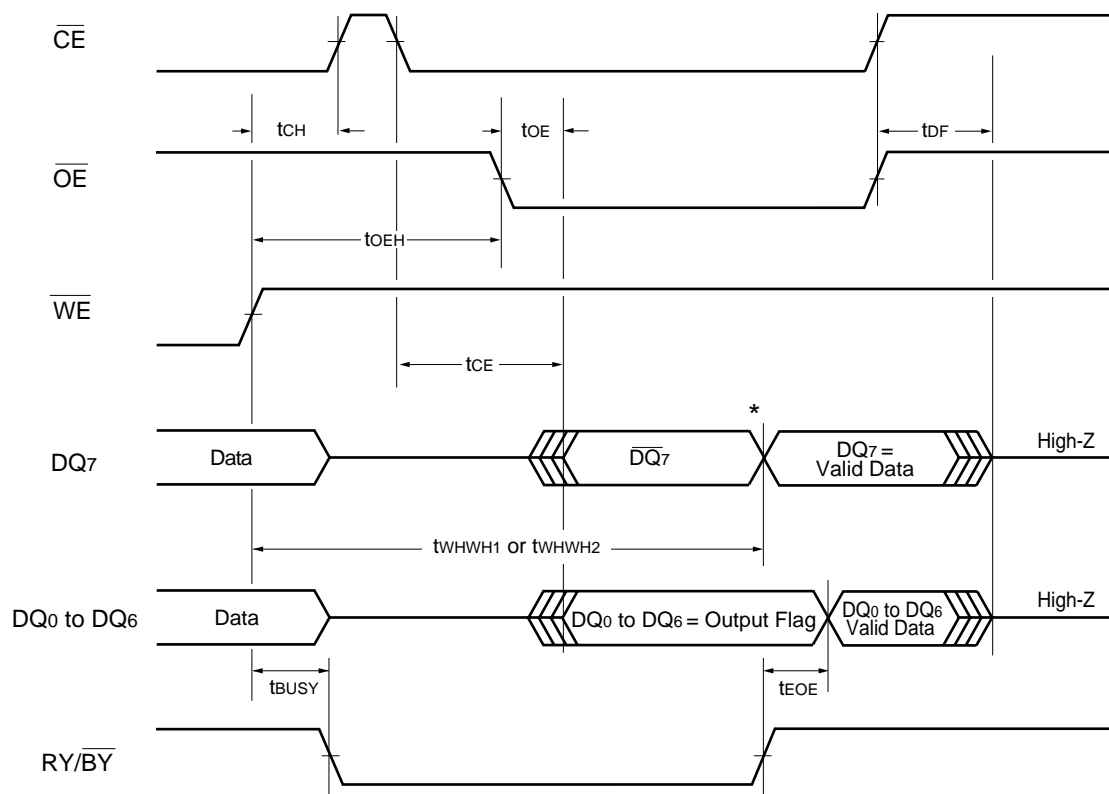 CE
tCH
tOE
tDF
OE
tOEH
WE
tCE
*
DQ7
Data
DQ7
DQ7 =
Valid Data
High-Z
tWHWH1 or tWHWH2
DQ0 to DQ6
Data
DQ0 to DQ6 = Output Flag
DQ0 to DQ6
Valid Data
High-Z
tBUSY
tEOE
RY/BY